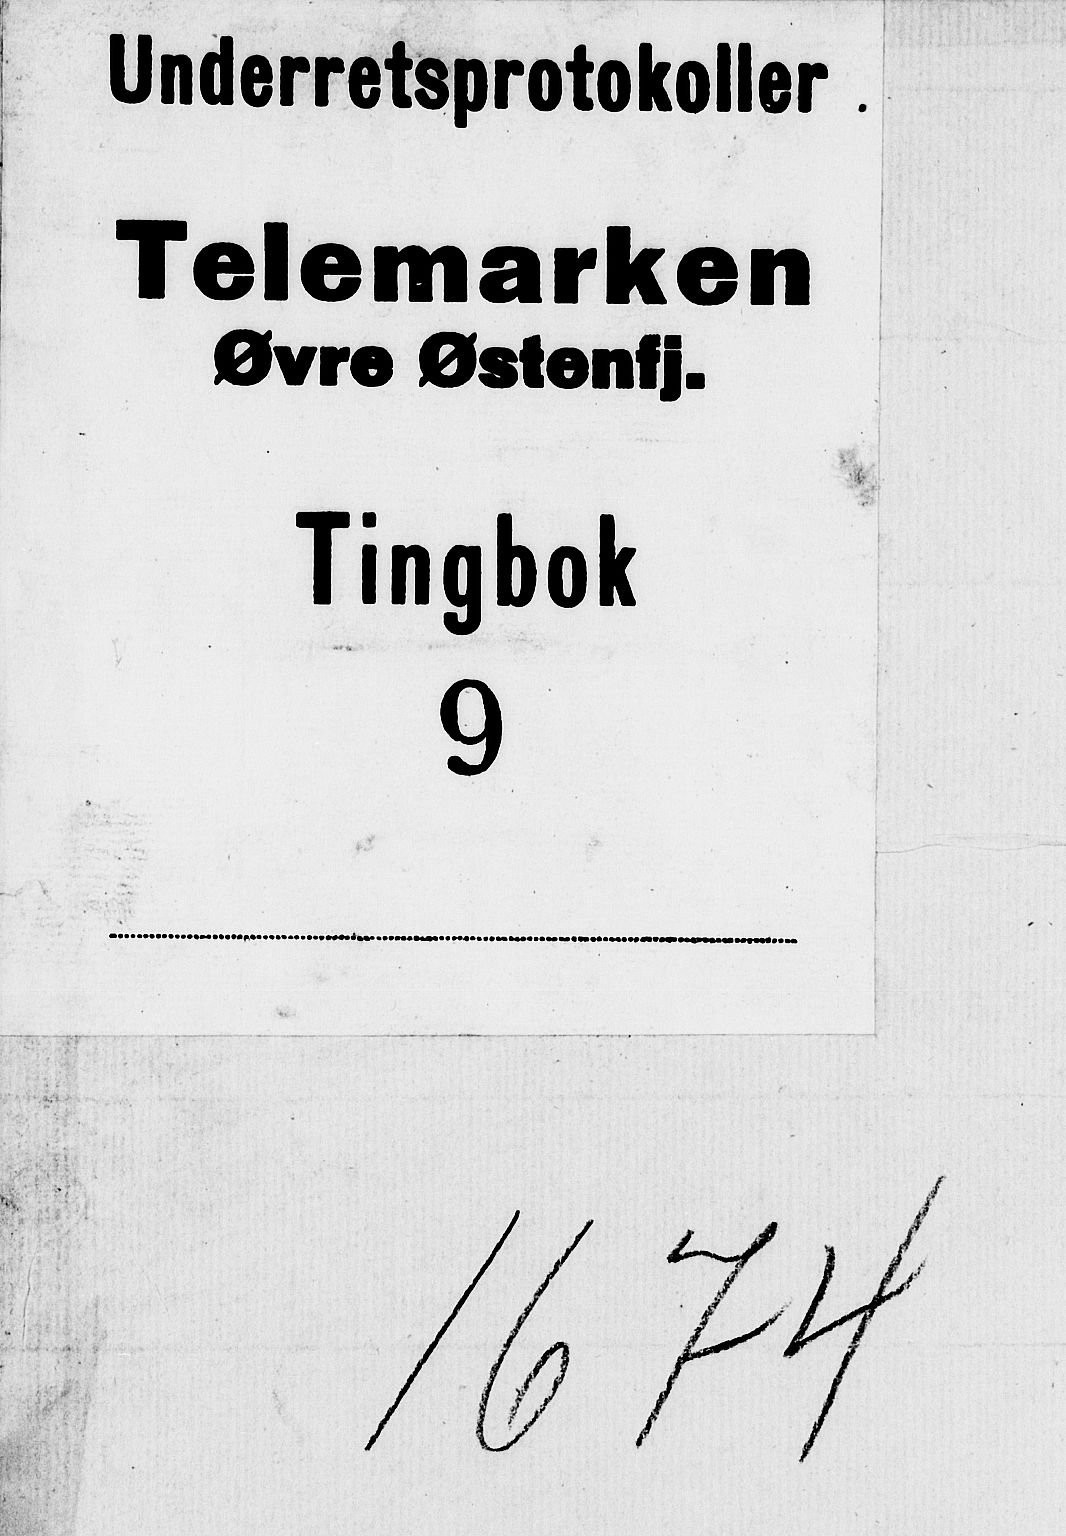 Underretsprotokoller.
Telemarken
Øvre Østenfj.
Tingbok
9
1674